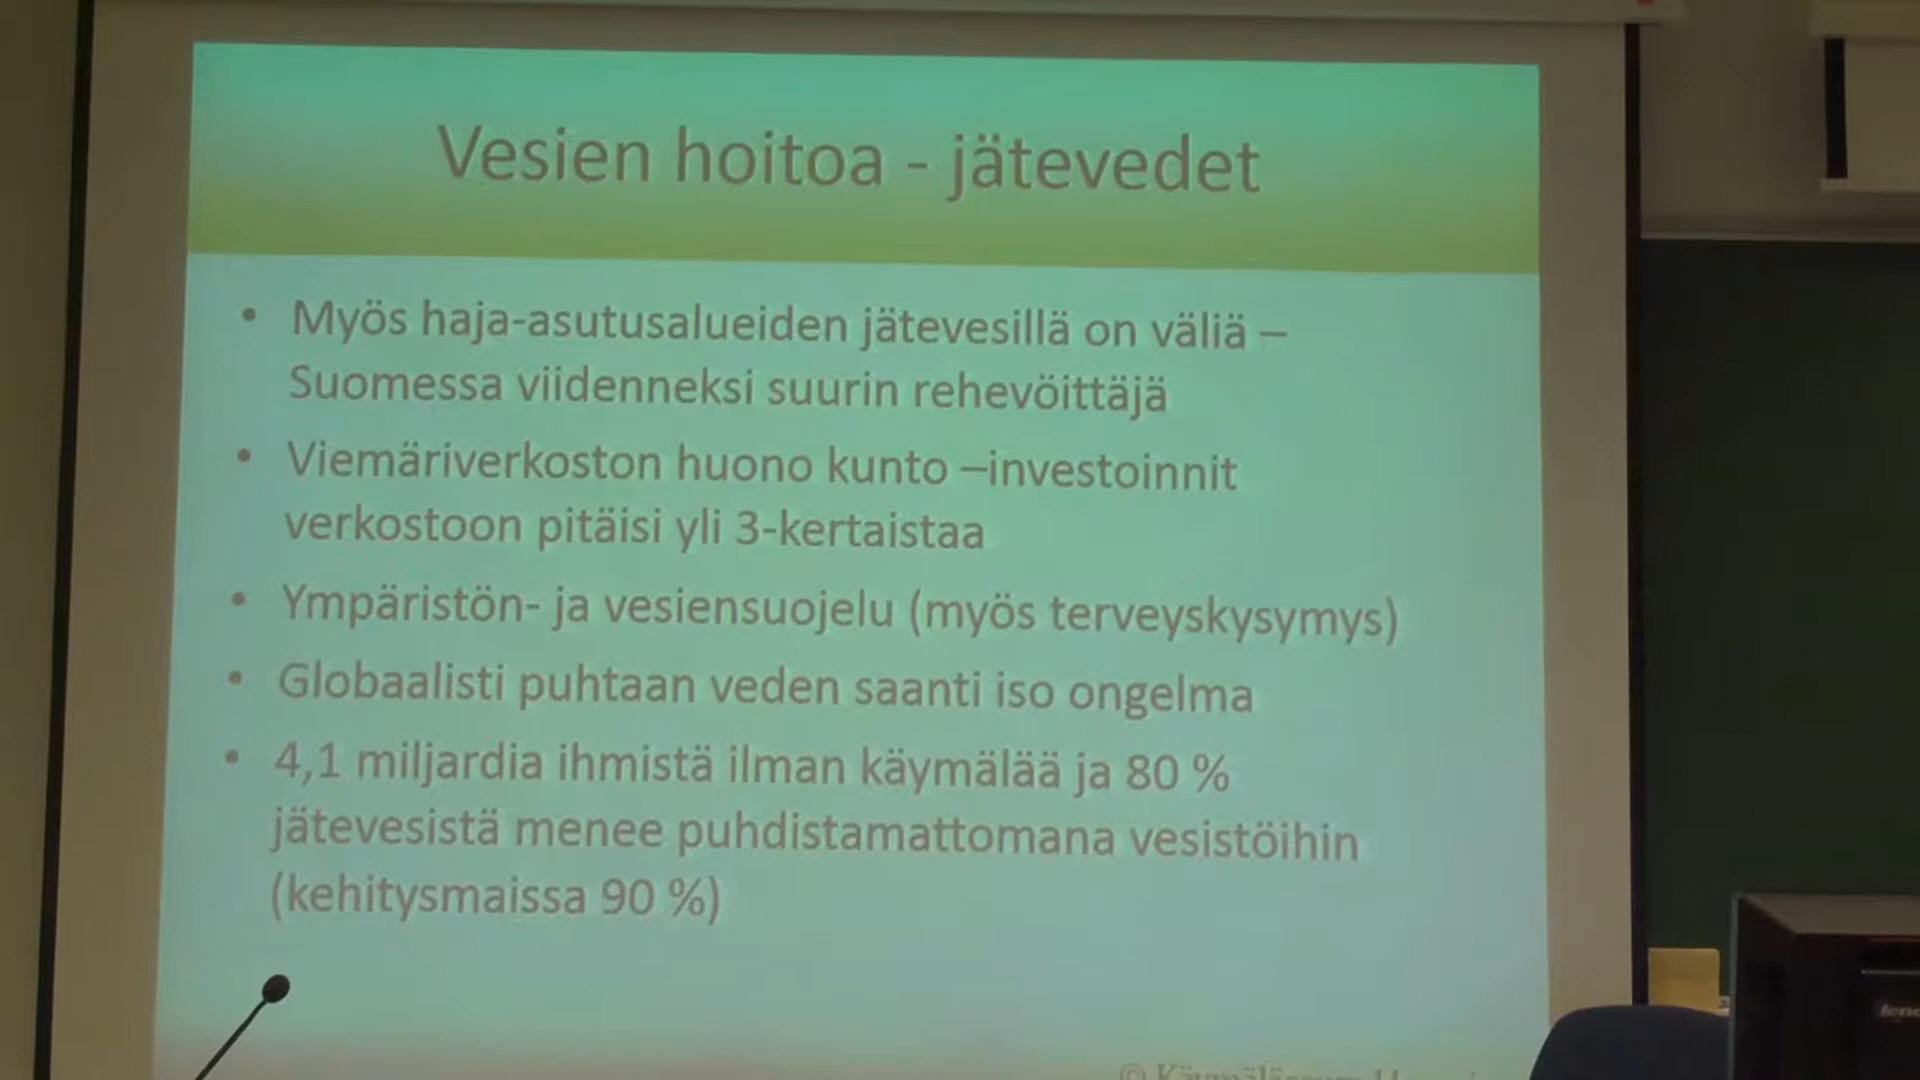 Vesien hoitoa - jätevedet
• Myös haja-asutusalueiden jätevesillä on väliä –
Suomessa viidenneksi suurin rehevöittäjä
• Viemäriverkoston huono kunto –investoinnit
verkostoon pitäisi yli 3-kertaistaa
• Ympäristön- ja vesiensuojelu (myös terveyskysymys)
• Globaalisti puhtaan veden saanti iso ongelma
• 4,1 miljardia ihmistä ilman käymälää ja 80 %
jätevesistä menee puhdistamattomana vesistöihin
(kehitysmaissa 90 %)
©